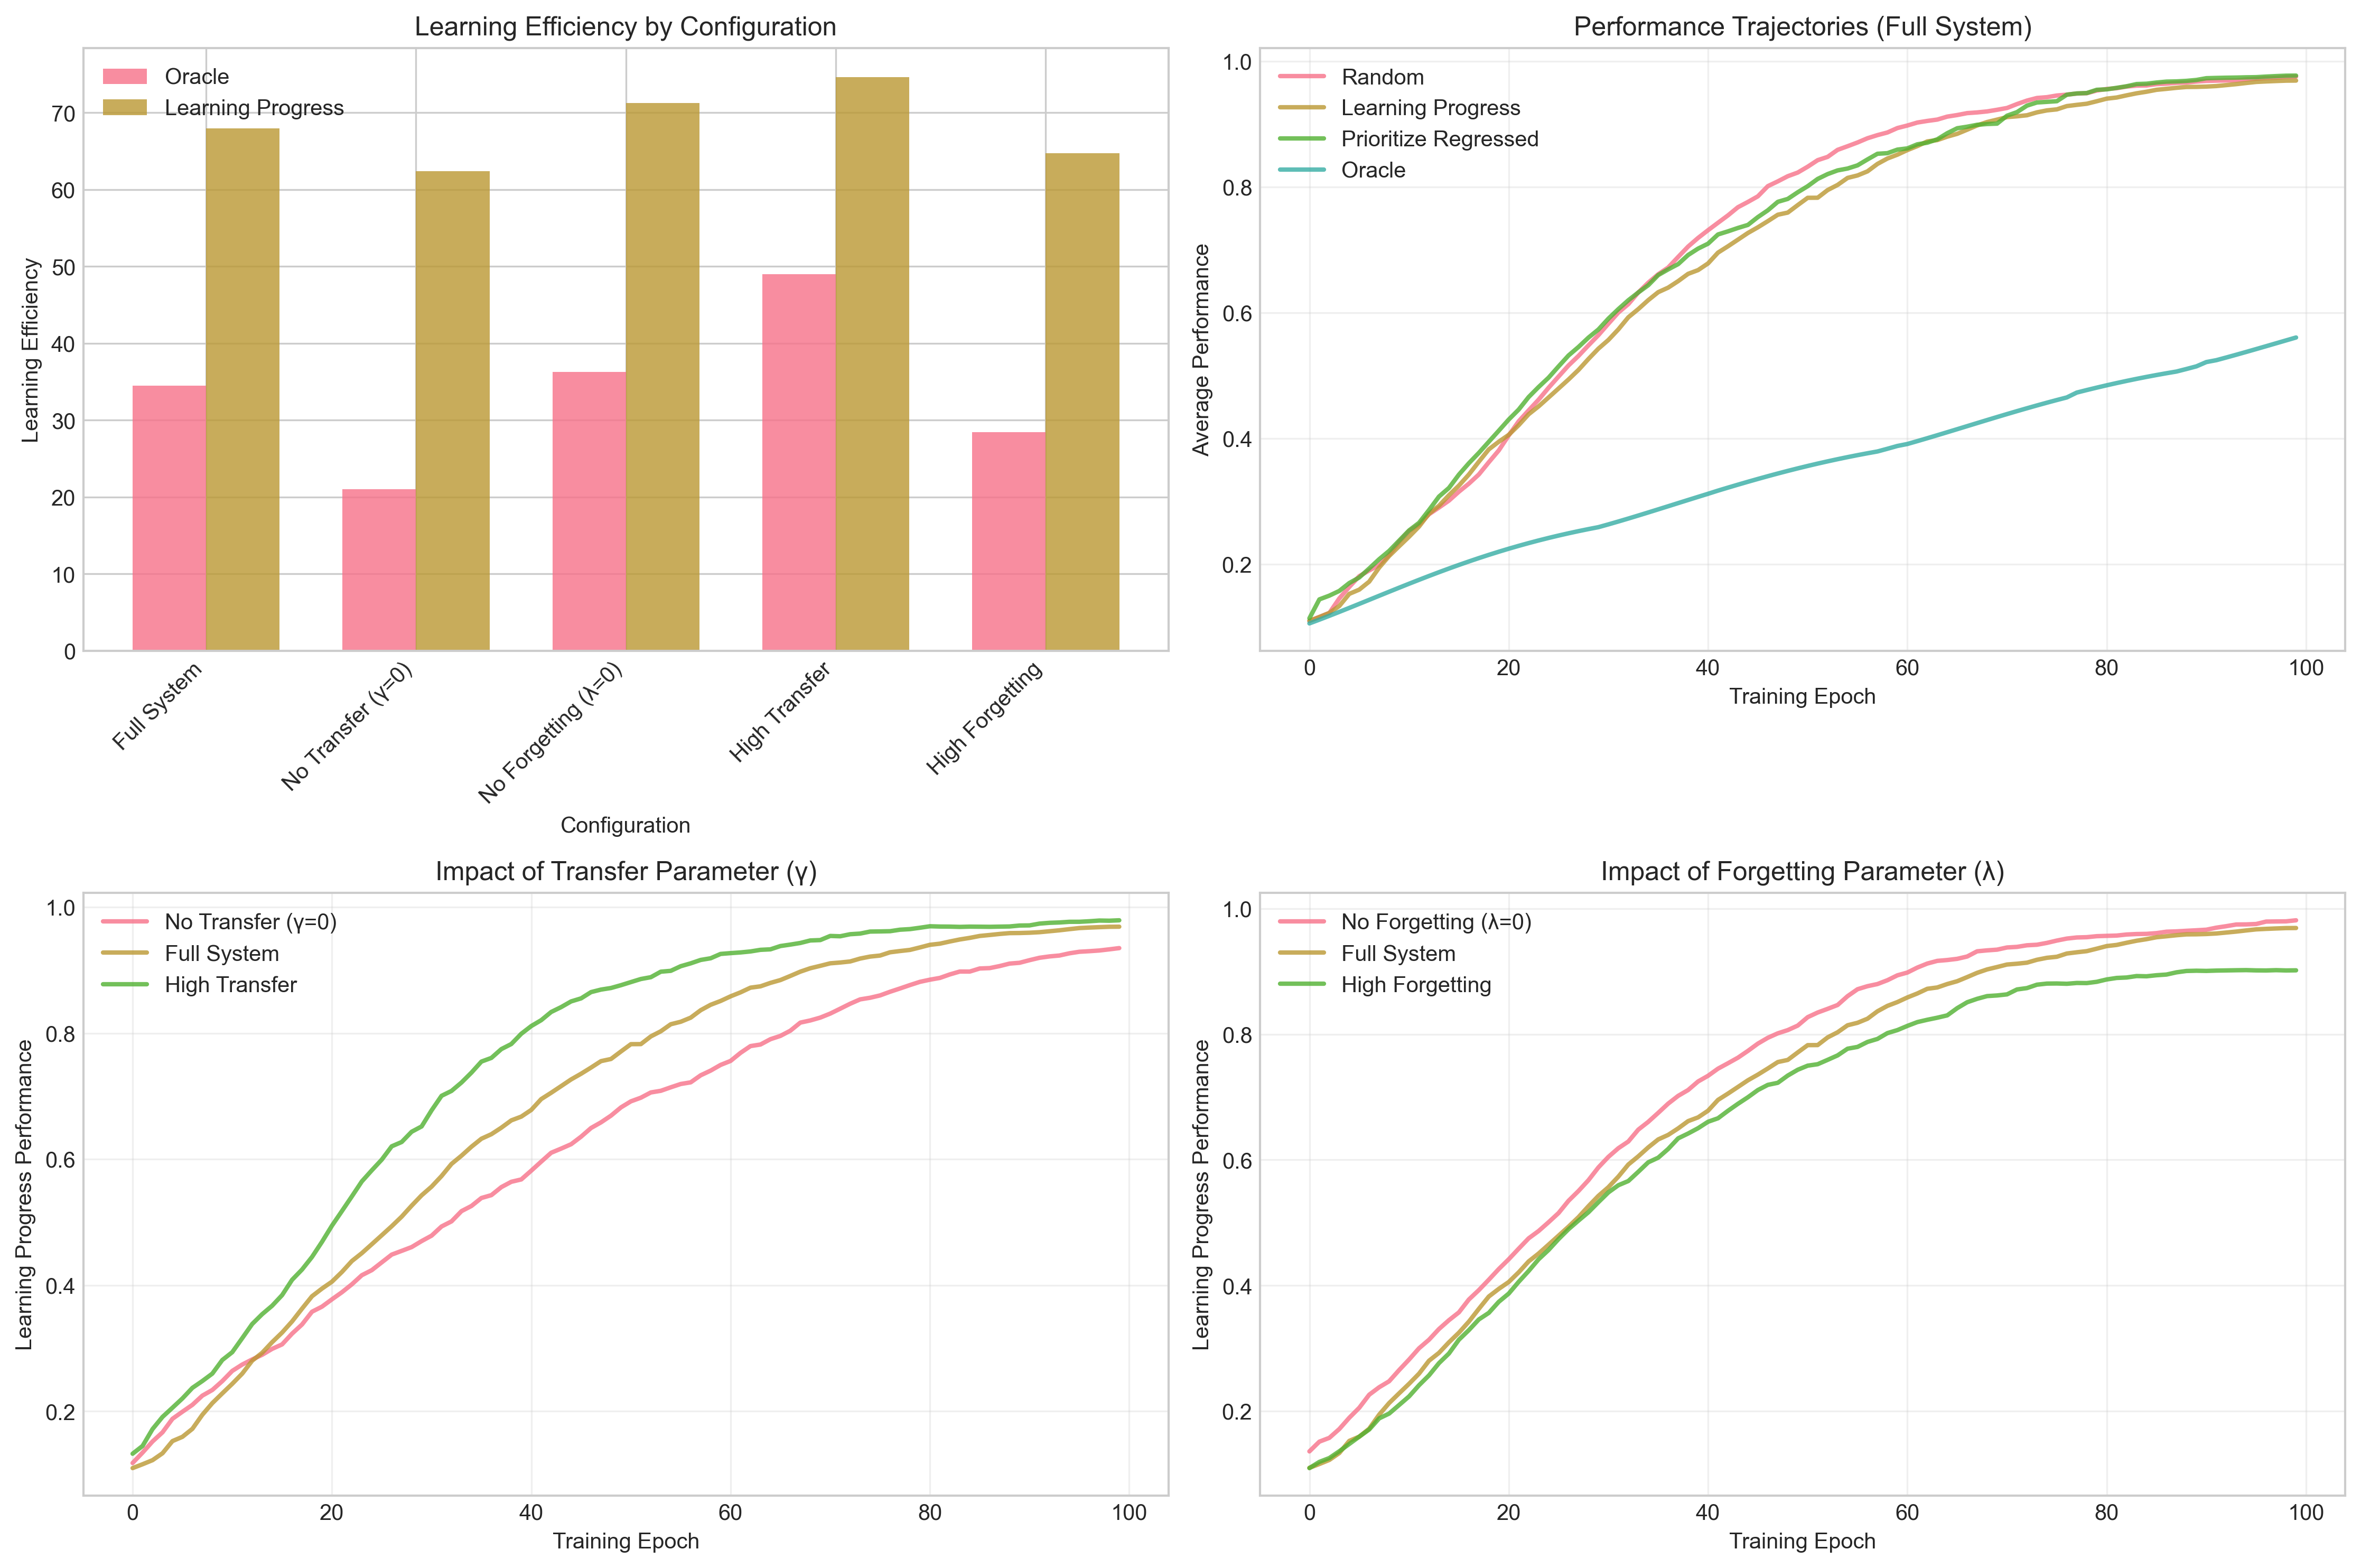 Learning Efficiency by Configuration
Oracle
Learning Progress
70
60
50
40
30
20
10
0
Learning Efficiency
Full System
No Transfer (γ=0)
No Forgetting (λ=0)
High Transfer
High Forgetting
Configuration
Performance Trajectories (Full System)
Random
Learning Progress
Prioritize Regressed
Oracle
1.0
0.8
0.6
0.4
0.2
Average Performance
0 20 40 60 80 100
Training Epoch
Impact of Transfer Parameter (γ)
No Transfer (γ=0)
Full System
High Transfer
1.0
0.8
0.6
0.4
0.2
Learning Progress Performance
0 20 40 60 80 100
Training Epoch
Impact of Forgetting Parameter (λ)
No Forgetting (λ=0)
Full System
High Forgetting
1.0
0.8
0.6
0.4
0.2
Learning Progress Performance
0 20 40 60 80 100
Training Epoch